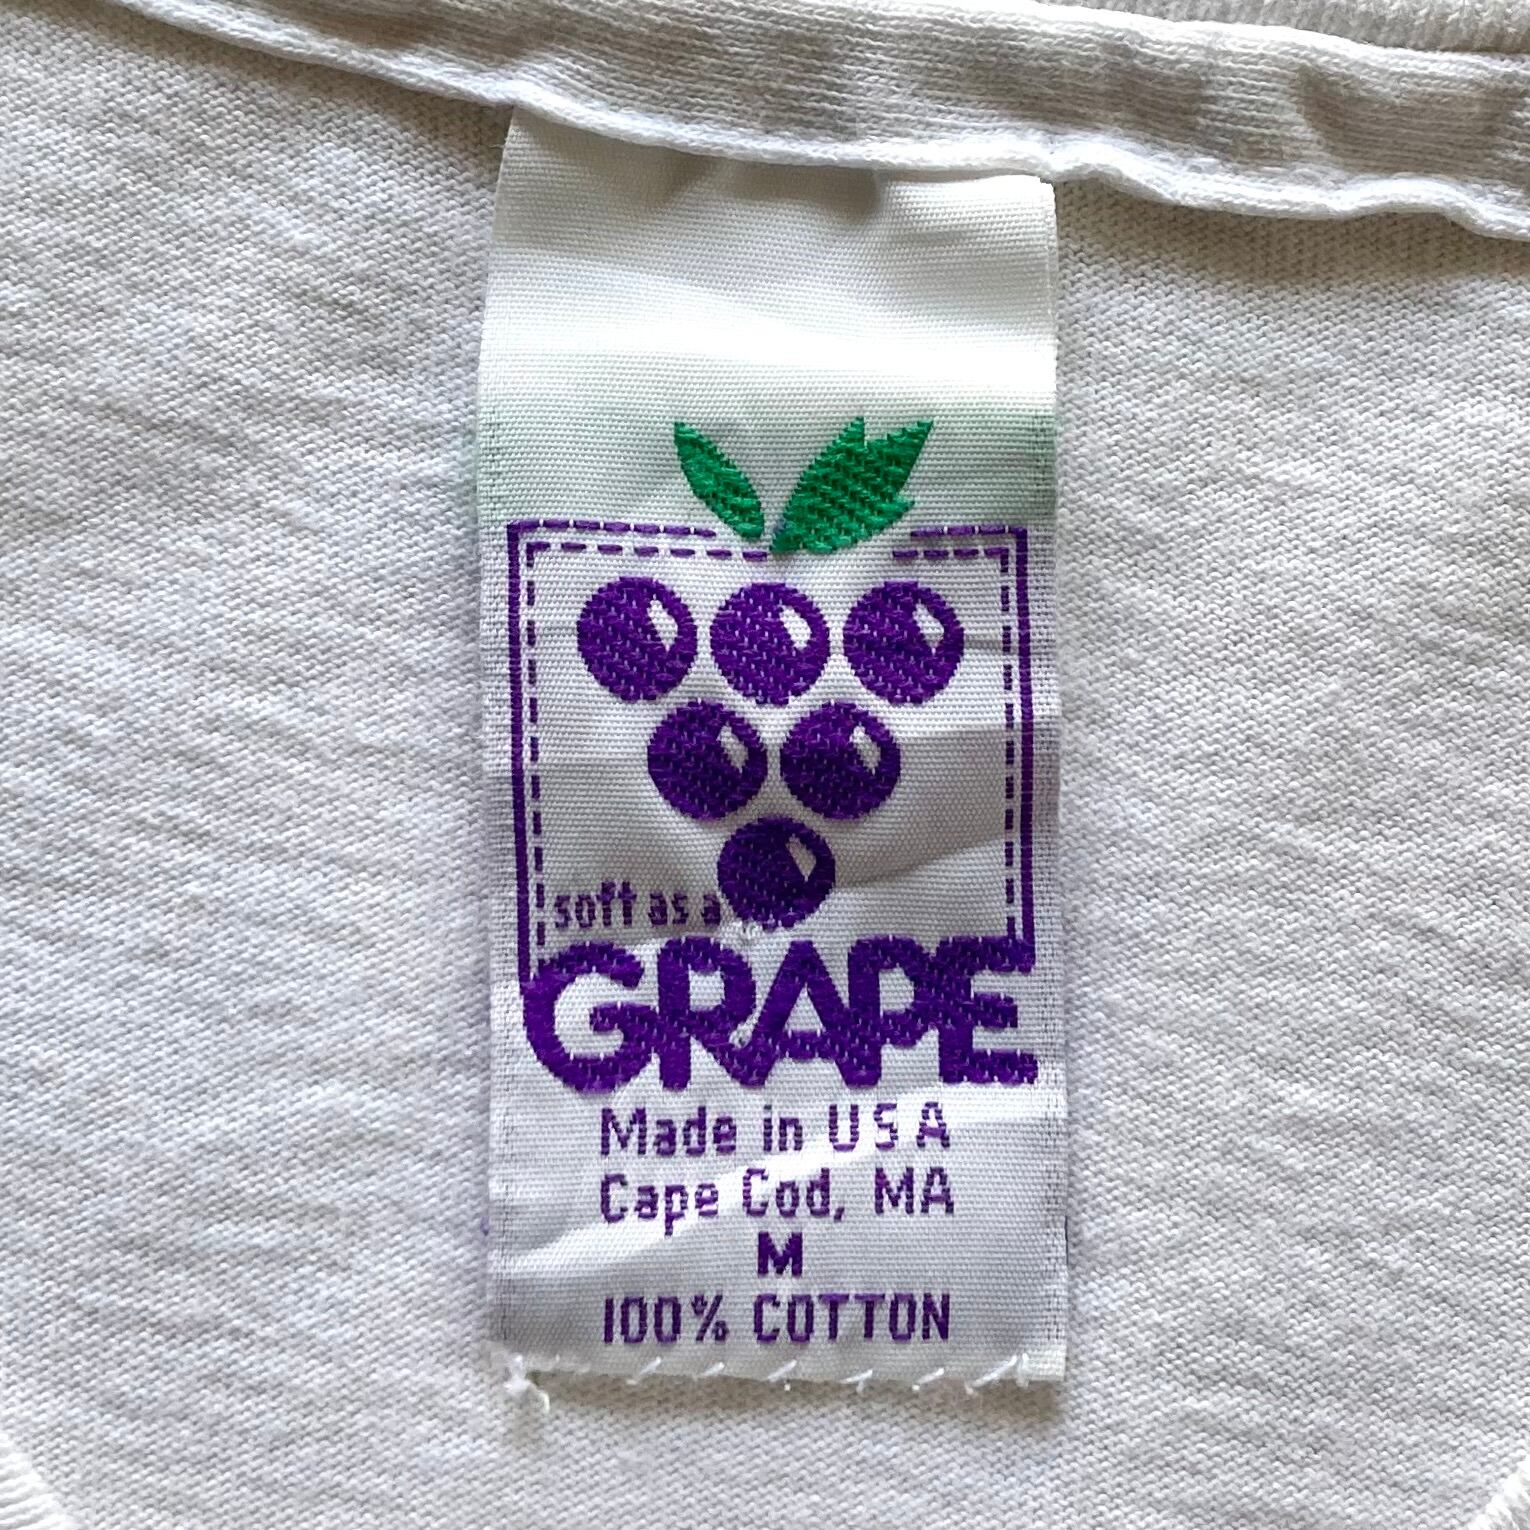 soft as a
GRAPE
Made in USA
Cape Cod, MA
M
100% COTTON